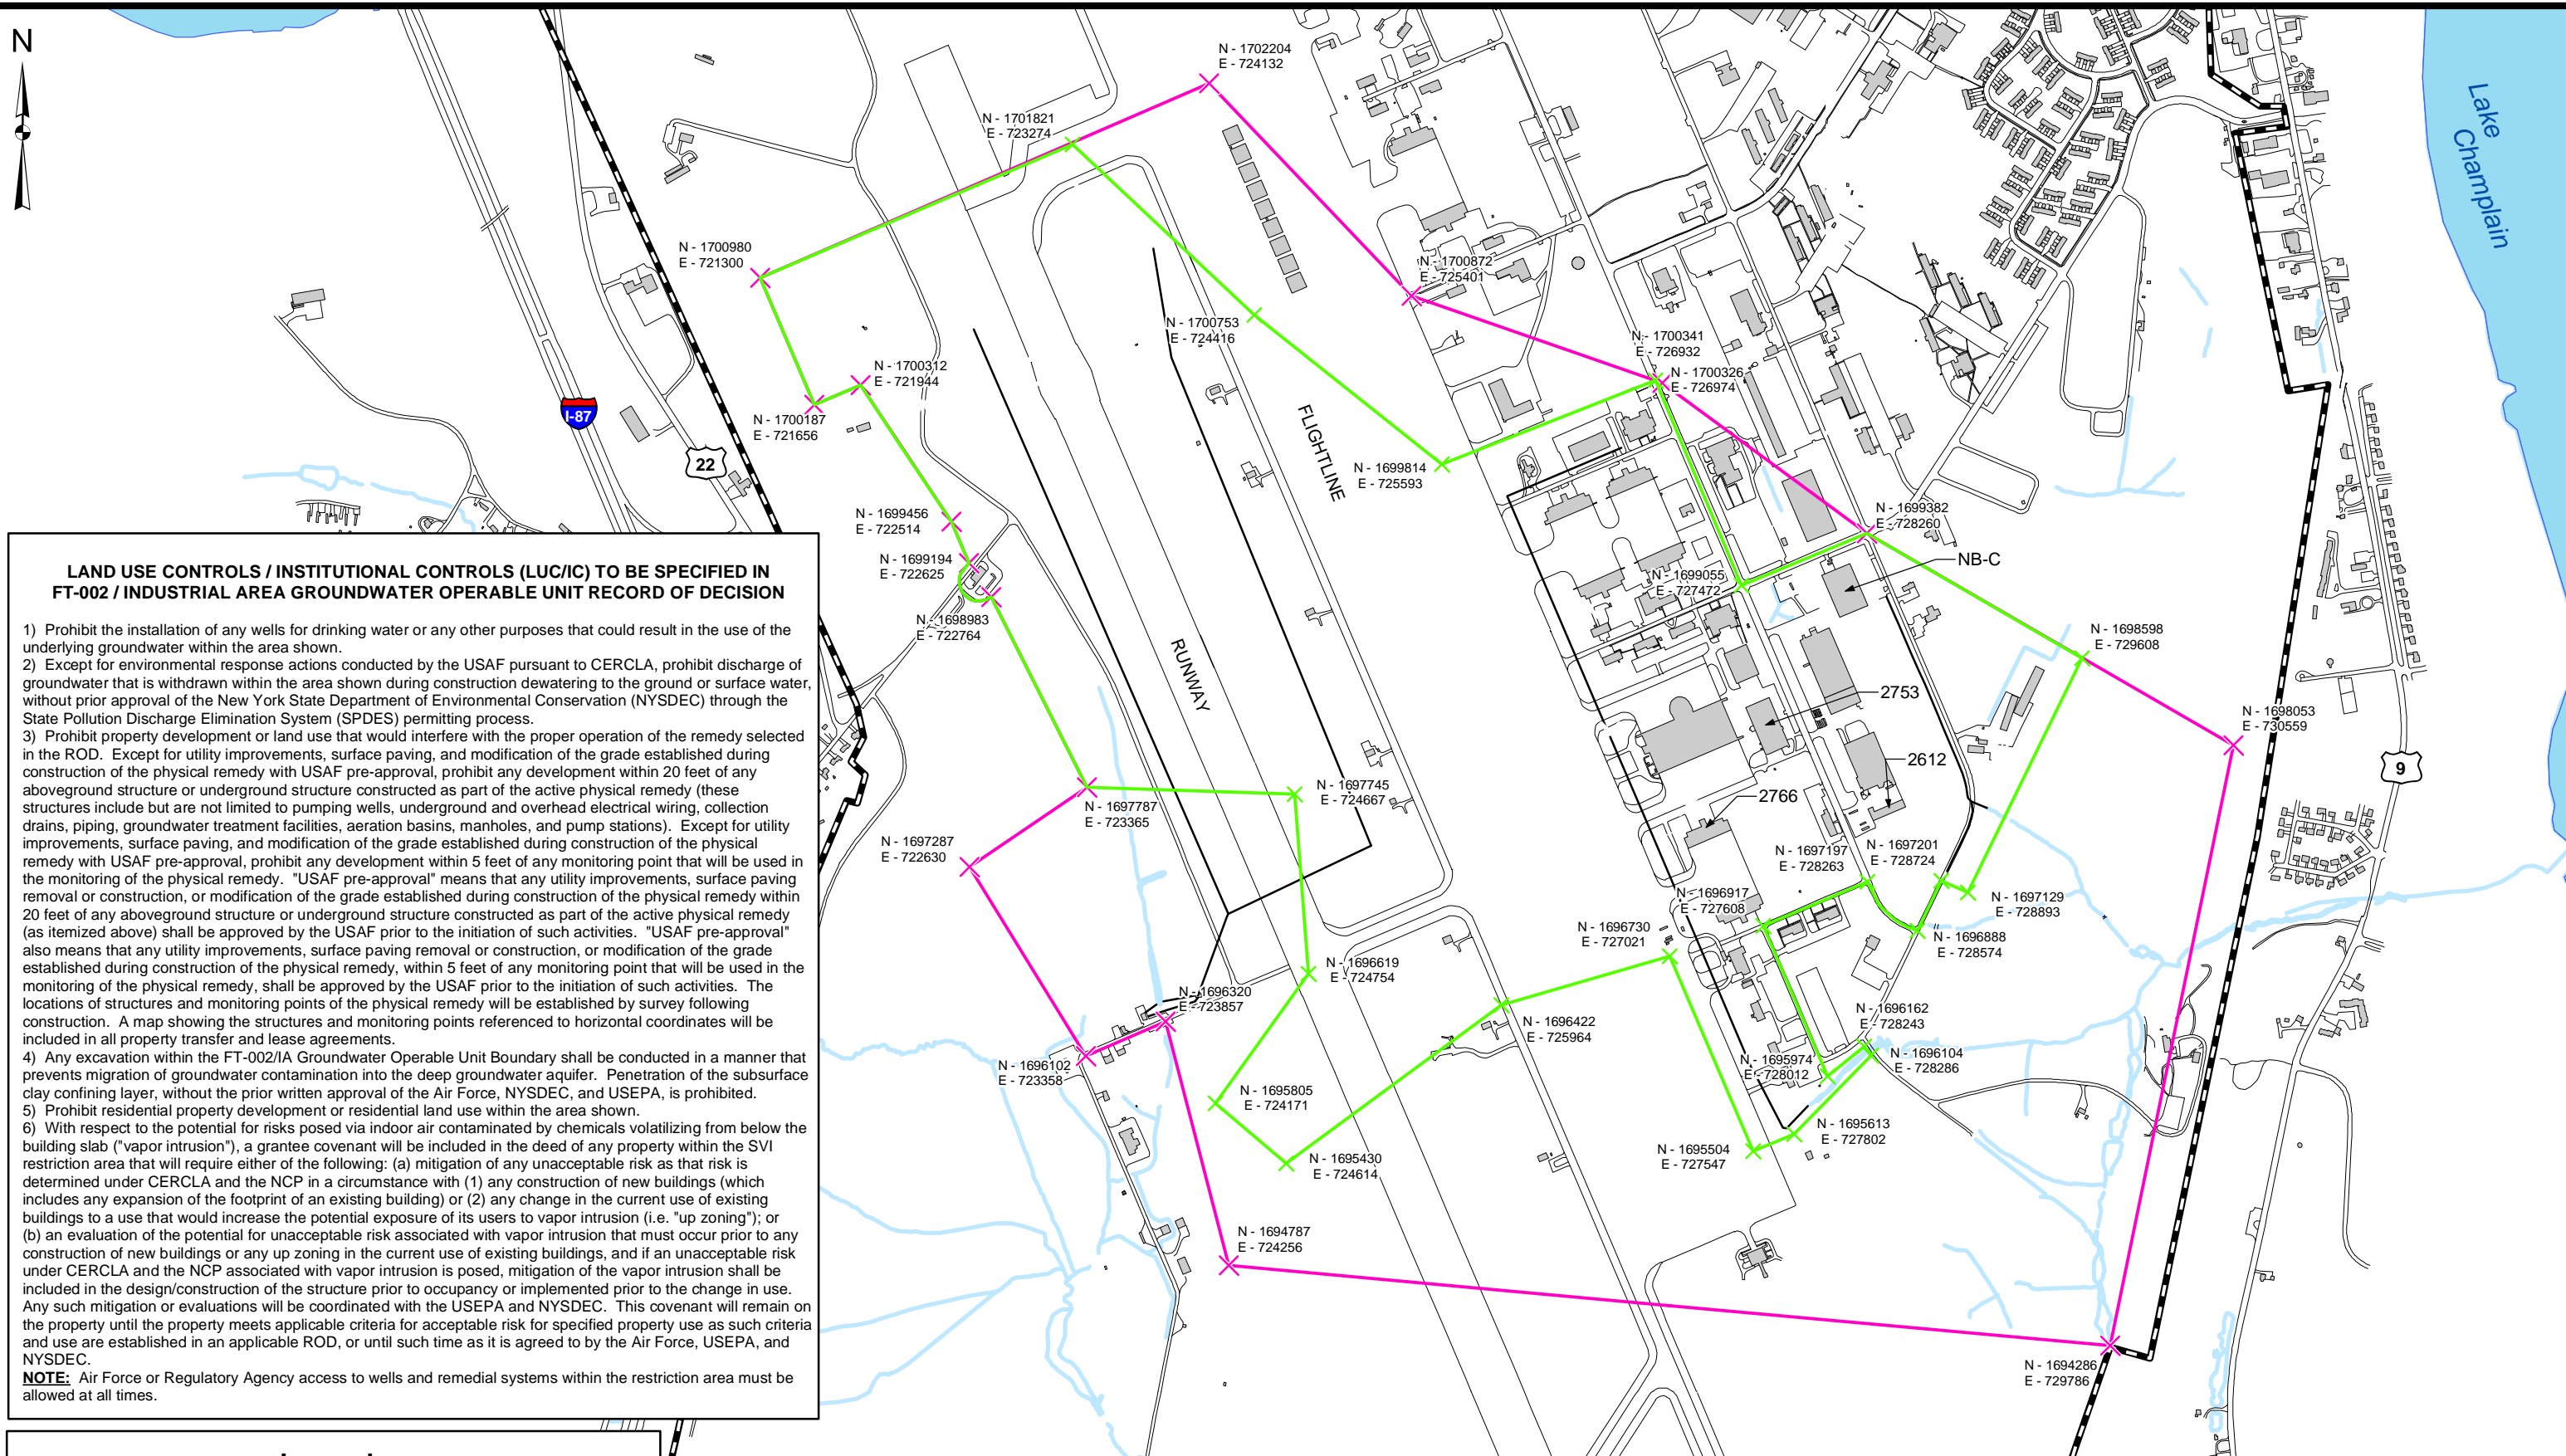 N
N - 1702204
E - 724132
N - 1701821
E - 723274
Lake
Champlain
N - 1700980
E - 721300
N - 1700872
E - 725401
N - 1700753
E - 724416
N - 1700341
E - 726932
N - 1700326
E - 726974
N - 1700312
E - 721944
N - 1700187
E - 721656
I-87
22
FLIGHTLINE
N - 1699814
E - 725593
N - 1699456
E - 722514
N - 1699382
E - 728260
NB-C
N - 1699194
E - 722625
N - 1699055
E - 727472
N - 1698983
E - 722764
N - 1698598
E - 729608
RUNWAY
2753
N - 1698053
E - 730559
9
2612
2766
N - 1697745
E - 724667
N - 1697787
E - 723365
N - 1697287
E - 722630
N - 1697197
E - 728263
N - 1697201
E - 728724
N - 1697129
E - 728893
N - 1696917
E - 727608
N - 1696730
E - 727021
N - 1696888
E - 728574
N - 1696619
E - 724754
N - 1696320
E - 723857
N - 1696422
E - 725964
N - 1696162
E - 728243
N - 1696104
E - 728286
N - 1696102
E - 723358
N - 1695974
E - 728012
N - 1695805
E - 724171
N - 1695613
E - 727802
N - 1695504
E - 727547
N - 1695430
E - 724614
N - 1694787
E - 724256
N - 1694286
E - 729786
LAND USE CONTROLS / INSTITUTIONAL CONTROLS (LUC/IC) TO BE SPECIFIED IN
FT-002 / INDUSTRIAL AREA GROUNDWATER OPERABLE UNIT RECORD OF DECISION
1) Prohibit the installation of any wells for drinking water or any other purposes that could result in the use of the
underlying groundwater within the area shown.
2) Except for environmental response actions conducted by the USAF pursuant to CERCLA, prohibit discharge of
groundwater that is withdrawn within the area shown during construction dewatering to the ground or surface water,
without prior approval of the New York State Department of Environmental Conservation (NYSDEC) through the
State Pollution Discharge Elimination System (SPDES) permitting process.
3) Prohibit property development or land use that would interfere with the proper operation of the remedy selected
in the ROD. Except for utility improvements, surface paving, and modification of the grade established during
construction of the physical remedy with USAF pre-approval, prohibit any development within 20 feet of any
aboveground structure or underground structure constructed as part of the active physical remedy (these
structures include but are not limited to pumping wells, underground and overhead electrical wiring, collection
drains, piping, groundwater treatment facilities, aeration basins, manholes, and pump stations). Except for utility
improvements, surface paving, and modification of the grade established during construction of the physical
remedy with USAF pre-approval, prohibit any development within 5 feet of any monitoring point that will be used in
the monitoring of the physical remedy. "USAF pre-approval" means that any utility improvements, surface paving
removal or construction, or modification of the grade established during construction of the physical remedy within
20 feet of any aboveground structure or underground structure constructed as part of the active physical remedy
(as itemized above) shall be approved by the USAF prior to the initiation of such activities. "USAF pre-approval"
also means that any utility improvements, surface paving removal or construction, or modification of the grade
established during construction of the physical remedy, within 5 feet of any monitoring point that will be used in the
monitoring of the physical remedy, shall be approved by the USAF prior to the initiation of such activities. The
locations of structures and monitoring points of the physical remedy will be established by survey following
construction. A map showing the structures and monitoring points referenced to horizontal coordinates will be
included in all property transfer and lease agreements.
4) Any excavation within the FT-002/IA Groundwater Operable Unit Boundary shall be conducted in a manner that
prevents migration of groundwater contamination into the deep groundwater aquifer. Penetration of the subsurface
clay confining layer, without the prior written approval of the Air Force, NYSDEC, and USEPA, is prohibited.
5) Prohibit residential property development or residential land use within the area shown.
6) With respect to the potential for risks posed via indoor air contaminated by chemicals volatilizing from below the
building slab ("vapor intrusion"), a grantee covenant will be included in the deed of any property within the SVI
restriction area that will require either of the following: (a) mitigation of any unacceptable risk as that risk is
determined under CERCLA and the NCP in a circumstance with (1) any construction of new buildings (which
includes any expansion of the footprint of an existing building) or (2) any change in the current use of existing
buildings to a use that would increase the potential exposure of its users to vapor intrusion (i.e. "up zoning"); or
(b) an evaluation of the potential for unacceptable risk associated with vapor intrusion that must occur prior to any
construction of new buildings or any up zoning in the current use of existing buildings, and if an unacceptable risk
under CERCLA and the NCP associated with vapor intrusion is posed, mitigation of the vapor intrusion shall be
included in the design/construction of the structure prior to occupancy or implemented prior to the change in use.
Any such mitigation or evaluations will be coordinated with the USEPA and NYSDEC. This covenant will remain on
the property until the property meets applicable criteria for acceptable risk for specified property use as such criteria
and use are established in an applicable ROD, or until such time as it is agreed to by the Air Force, USEPA, and
NYSDEC.
NOTE: Air Force or Regulatory Agency access to wells and remedial systems within the restriction area must be
allowed at all times.